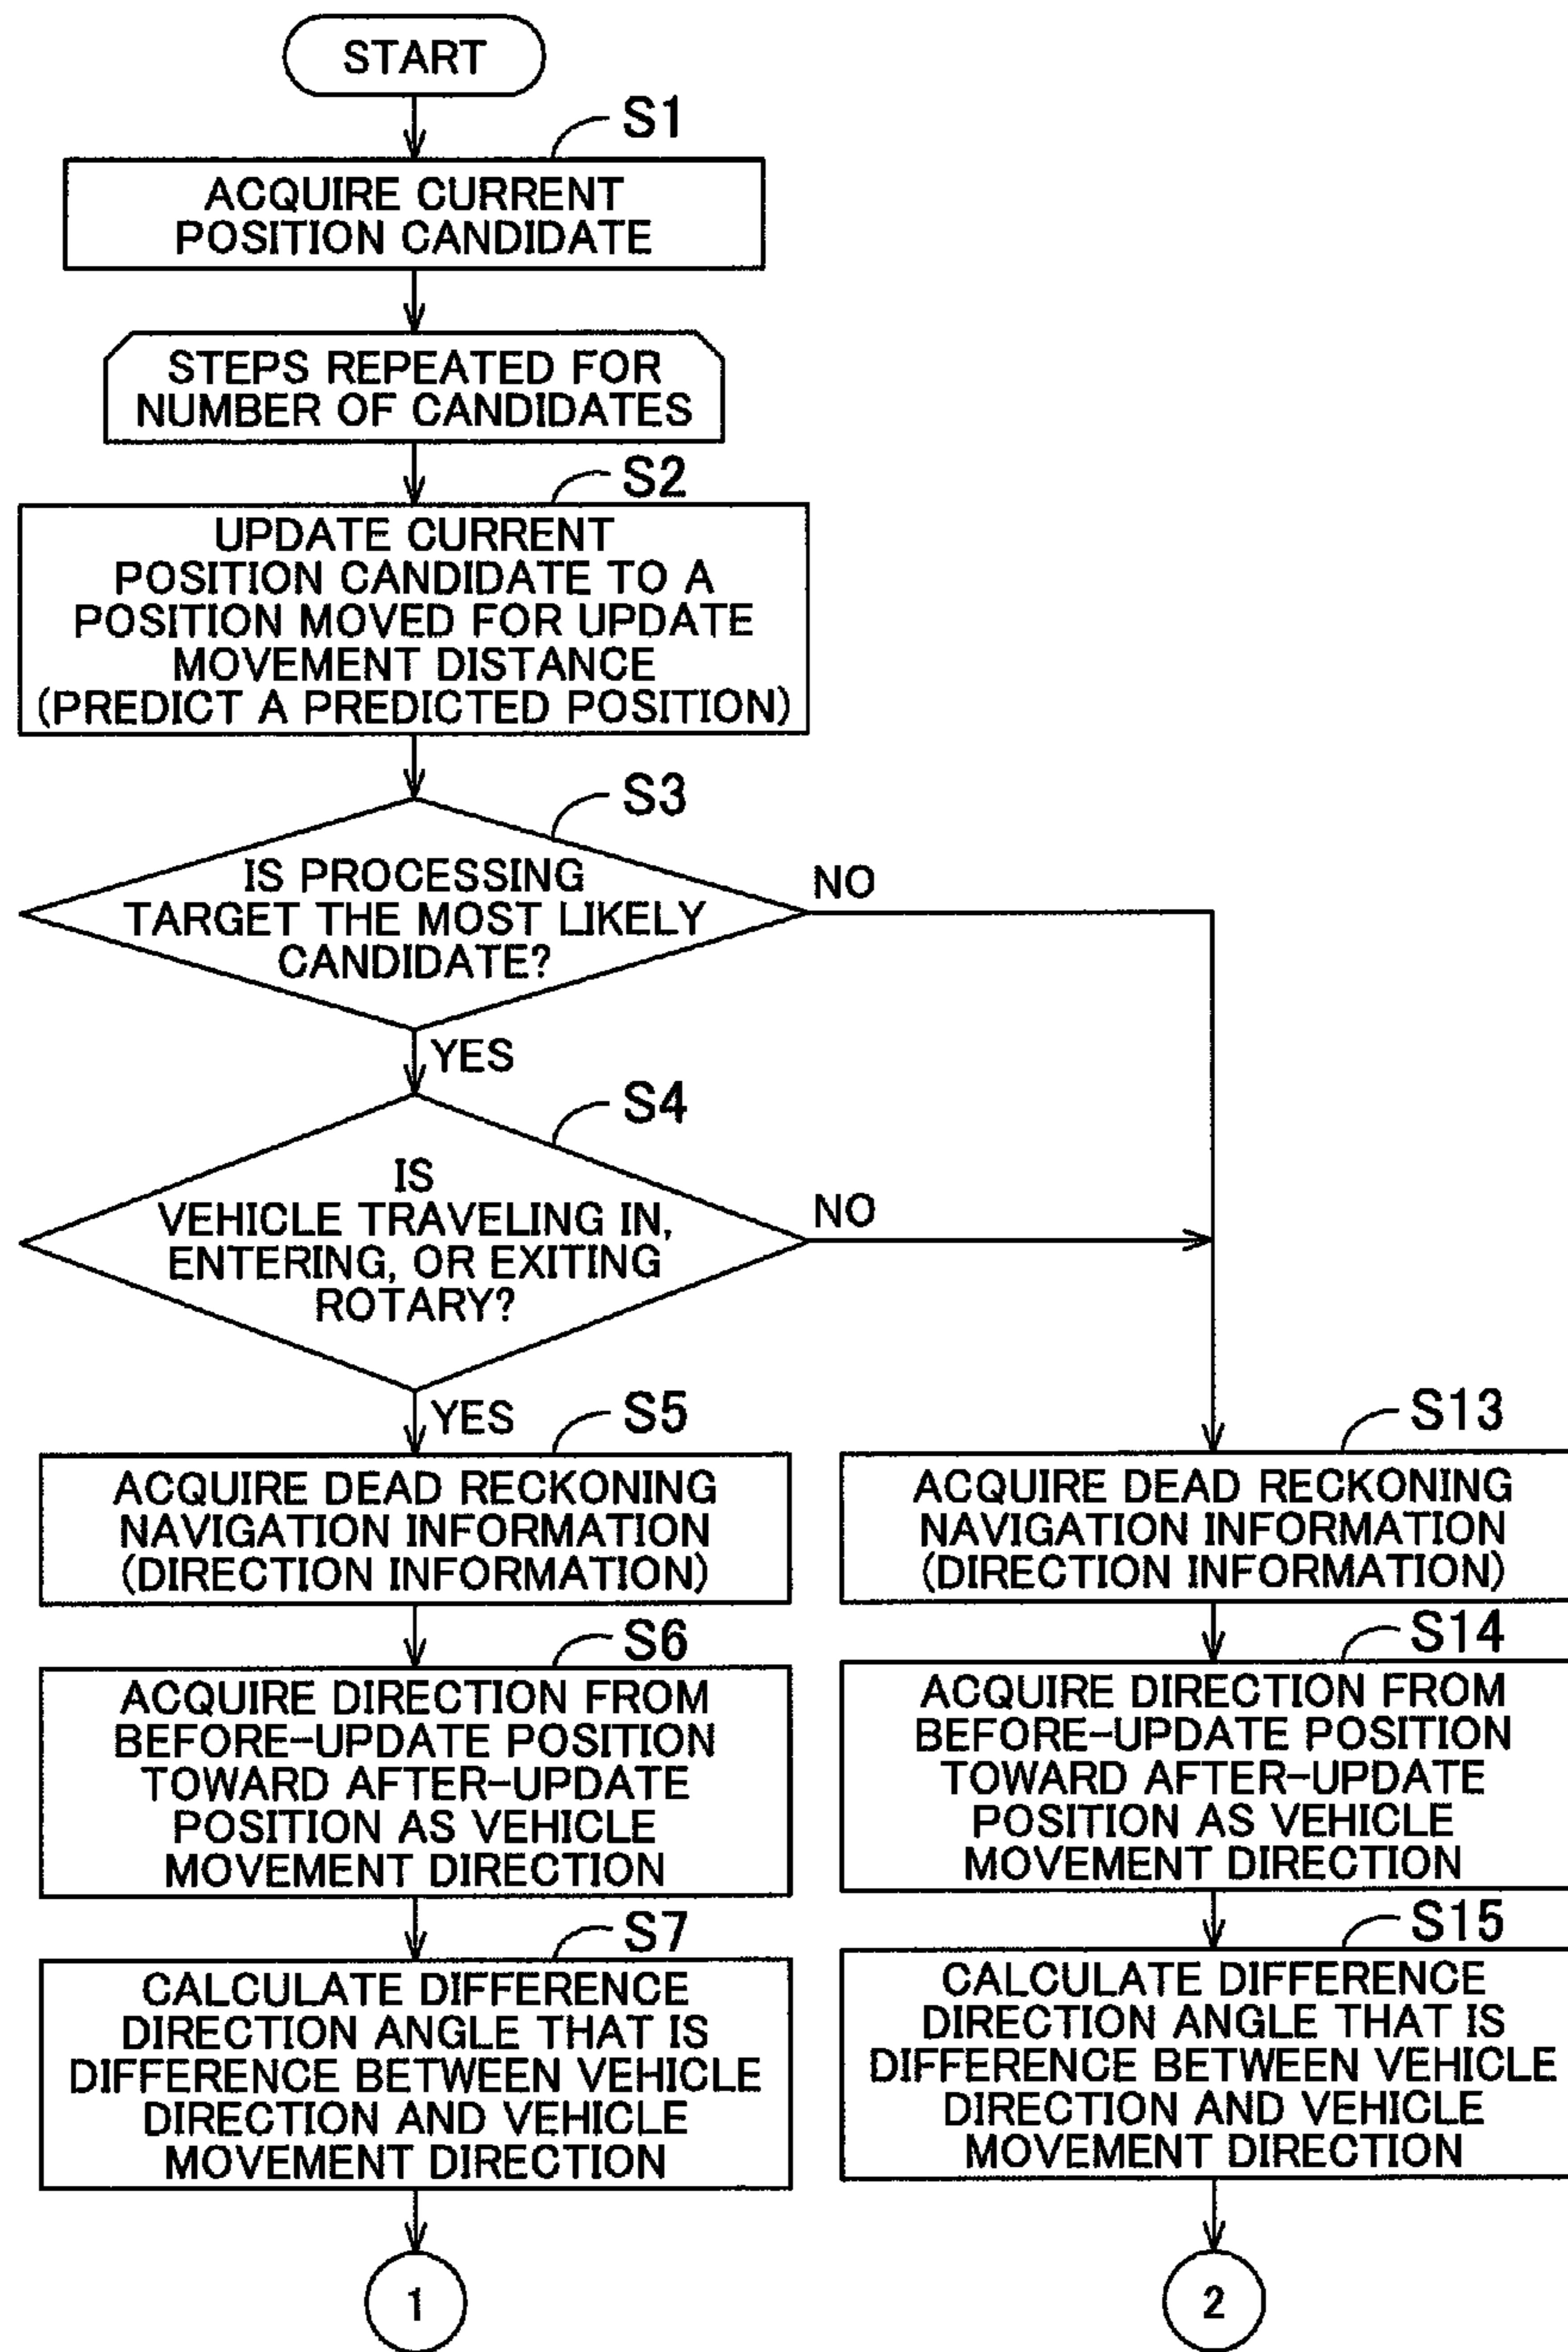 START
S1
ACQUIRE CURRENT
POSITION CANDIDATE
STEPS REPEATED FOR
NUMBER OF CANDIDATES
S2
UPDATE CURRENT
POSITION CANDIDATE TO A
POSITION MOVED FOR UPDATE
MOVEMENT DISTANCE
(PREDICT A PREDICTED POSITION)
S3
IS PROCESSING
TARGET THE MOST LIKELY
CANDIDATE?
NO
YES
S4
IS
VEHICLE TRAVELING IN,
ENTERING, OR EXITING
ROTARY?
NO
YES
S5
ACQUIRE DEAD RECKONING
NAVIGATION INFORMATION
(DIRECTION INFORMATION)
S6
ACQUIRE DIRECTION FROM
BEFORE-UPDATE POSITION
TOWARD AFTER-UPDATE
POSITION AS VEHICLE
MOVEMENT DIRECTION
S7
CALCULATE DIFFERENCE
DIRECTION ANGLE THAT IS
DIFFERENCE BETWEEN VEHICLE
DIRECTION AND VEHICLE
MOVEMENT DIRECTION
1
S13
ACQUIRE DEAD RECKONING
NAVIGATION INFORMATION
(DIRECTION INFORMATION)
S14
ACQUIRE DIRECTION FROM
BEFORE-UPDATE POSITION
TOWARD AFTER-UPDATE
POSITION AS VEHICLE
MOVEMENT DIRECTION
S15
CALCULATE DIFFERENCE
DIRECTION ANGLE THAT IS
DIFFERENCE BETWEEN VEHICLE
DIRECTION AND VEHICLE
MOVEMENT DIRECTION
2